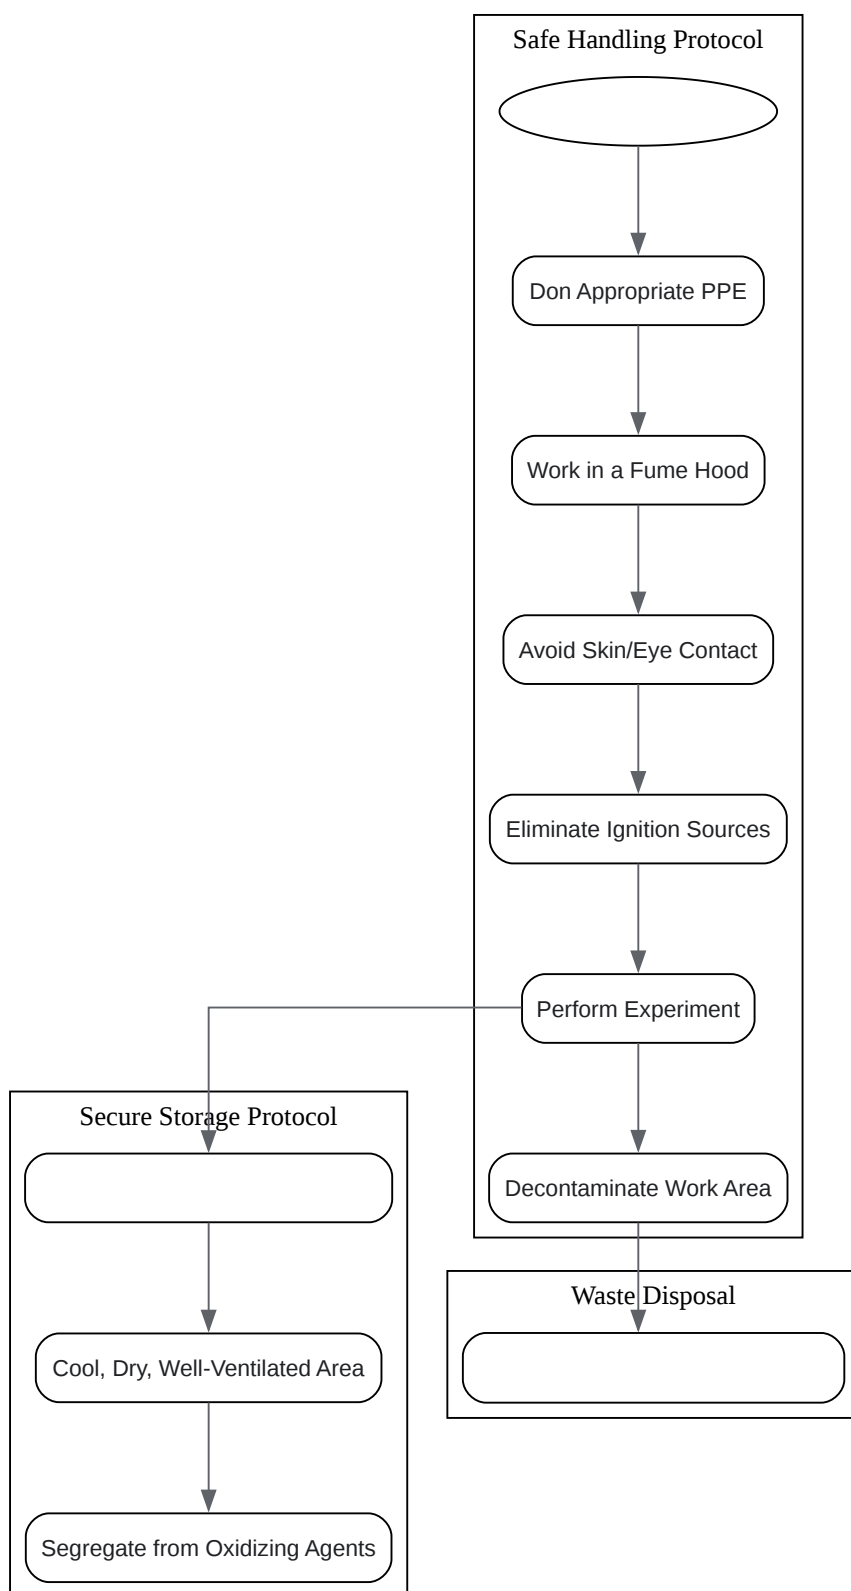 Safe Handling Protocol
Don Appropriate PPE
Work in a Fume Hood
Avoid Skin/Eye Contact
Eliminate Ignition Sources
Perform Experiment
Secure Storage Protocol
Decontaminate Work Area
Waste Disposal
Cool, Dry, Well-Ventilated Area
Segregate from Oxidizing Agents